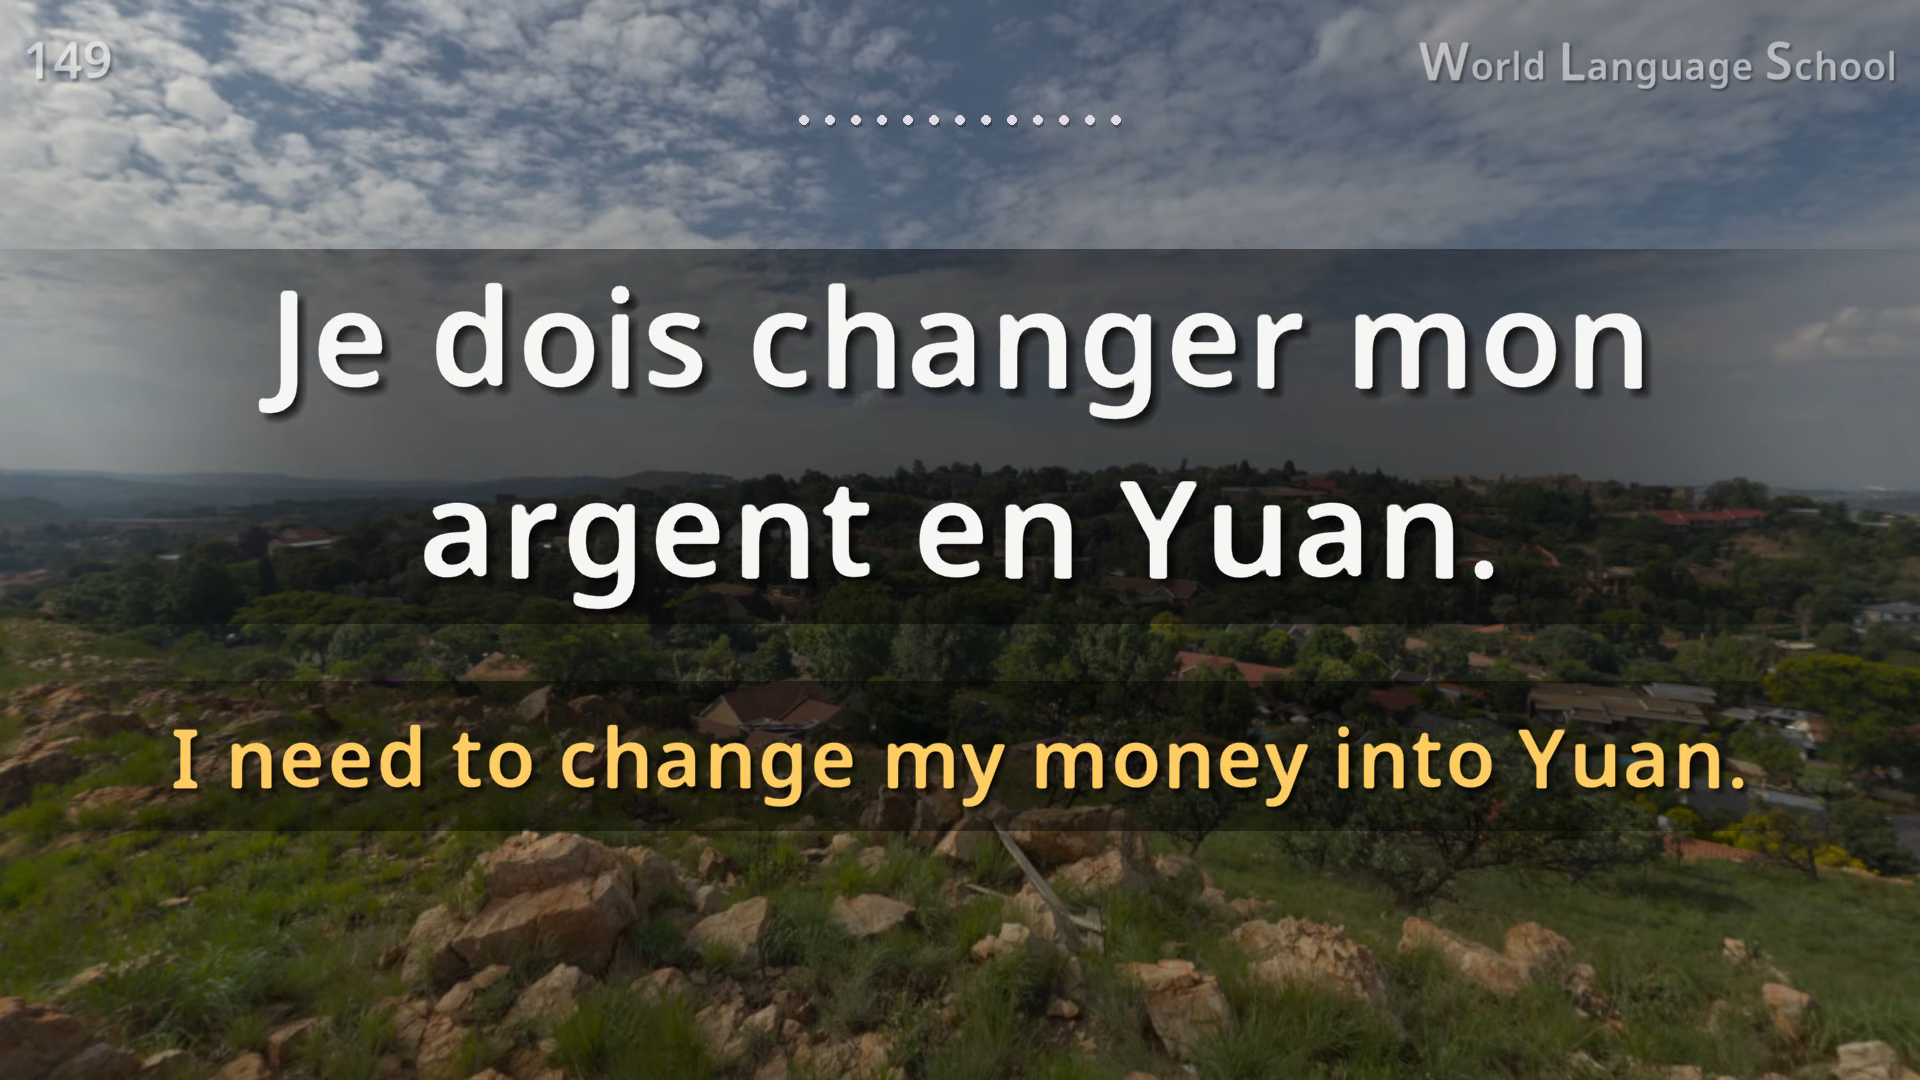 149
World Language School
Je dois changer mon
argent en Yuan.
I need to change my money into Yuan.